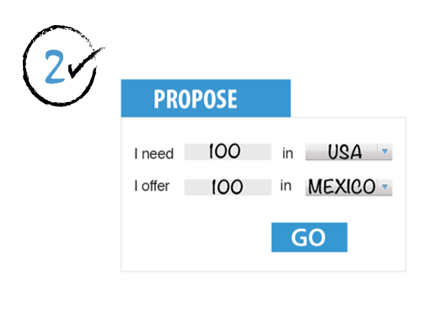 2
PROPOSE
I need 100 in USA
I offer 100 in MEXICO
GO